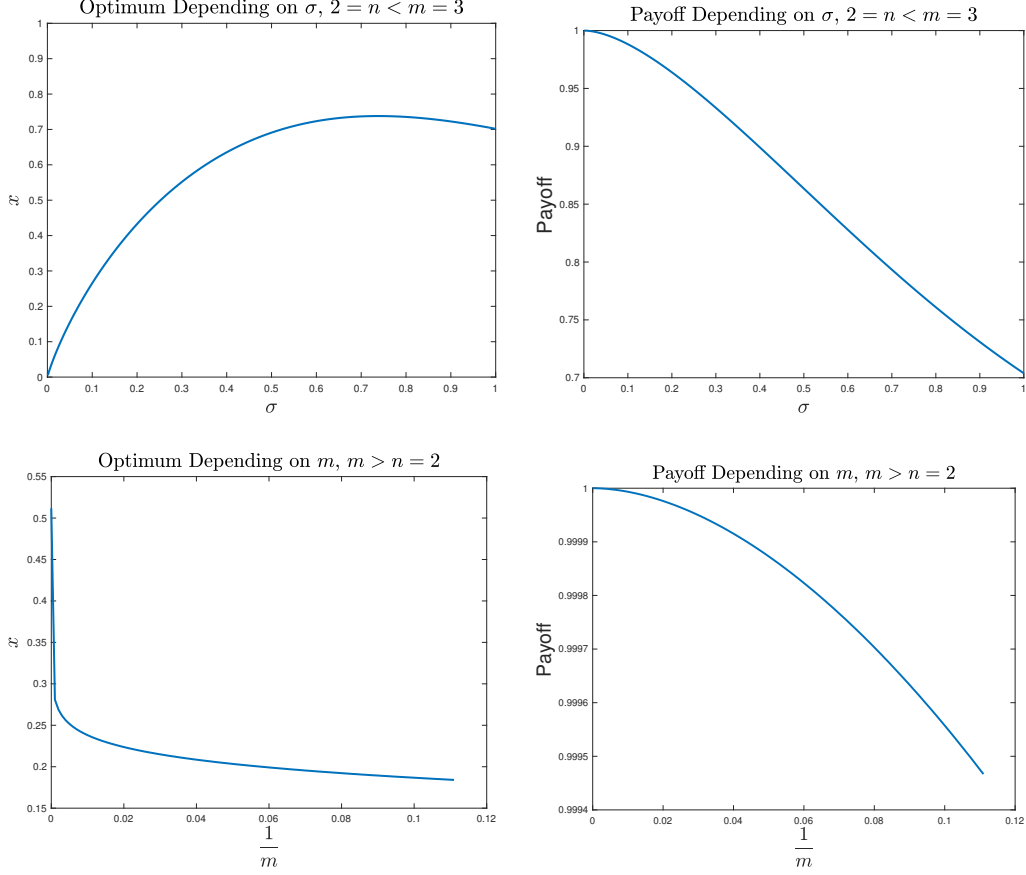 Optimum Depending on σ, 2 = n < m = 3
1
0.9
0.8
0.7
0.6
0.5
0.4
0.3
0.2
0.1
0
x
0 0.1 0.2 0.3 0.4 0.5 0.6 0.7 0.8 0.9 1
σ
Payoff Depending on σ, 2 = n < m = 3
1
0.95
0.9
0.85
0.8
0.75
0.7
Payoff
0 0.1 0.2 0.3 0.4 0.5 0.6 0.7 0.8 0.9 1
σ
Optimum Depending on m, m > n = 2
0.55
0.5
0.45
0.4
0.35
0.3
0.25
0.2
0.15
x
0 0.02 0.04 0.06 0.08 0.1 0.12
1
m
Payoff Depending on m, m > n = 2
1
0.9999
0.9998
0.9997
0.9996
0.9995
0.9994
Payoff
0 0.02 0.04 0.06 0.08 0.1 0.12
1
m